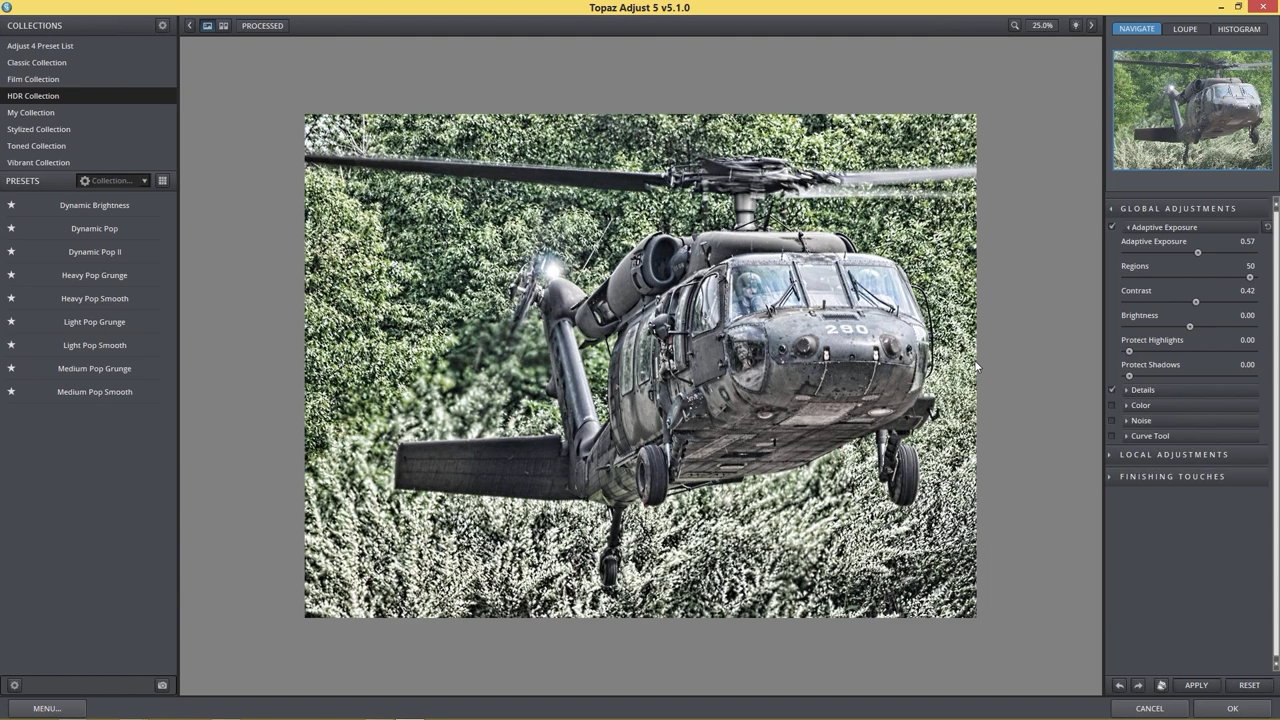 Topaz Adjust 5 v5.1.0
COLLECTIONS
Adjust 4 Preset List
Classic Collection
Film Collection
HDR Collection
My Collection
Stylized Collection
Toned Collection
Vibrant Collection
PRESETS
Collection...
Dynamic Brightness
Dynamic Pop
Dynamic Pop II
Heavy Pop Grunge
Heavy Pop Smooth
Light Pop Grunge
Light Pop Smooth
Medium Pop Grunge
Medium Pop Smooth
MENU...
PROCESSED
25.0%
290
NAVIGATE LOUPE HISTOGRAM
GLOBAL ADJUSTMENTS
Adaptive Exposure
Adaptive Exposure 0.57
Regions 50
Contrast 0.42
Brightness 0.00
Protect Highlights 0.00
Protect Shadows 0.00
Details
Color
Noise
Curve Tool
LOCAL ADJUSTMENTS
FINISHING TOUCHES
APPLY RESET
CANCEL OK